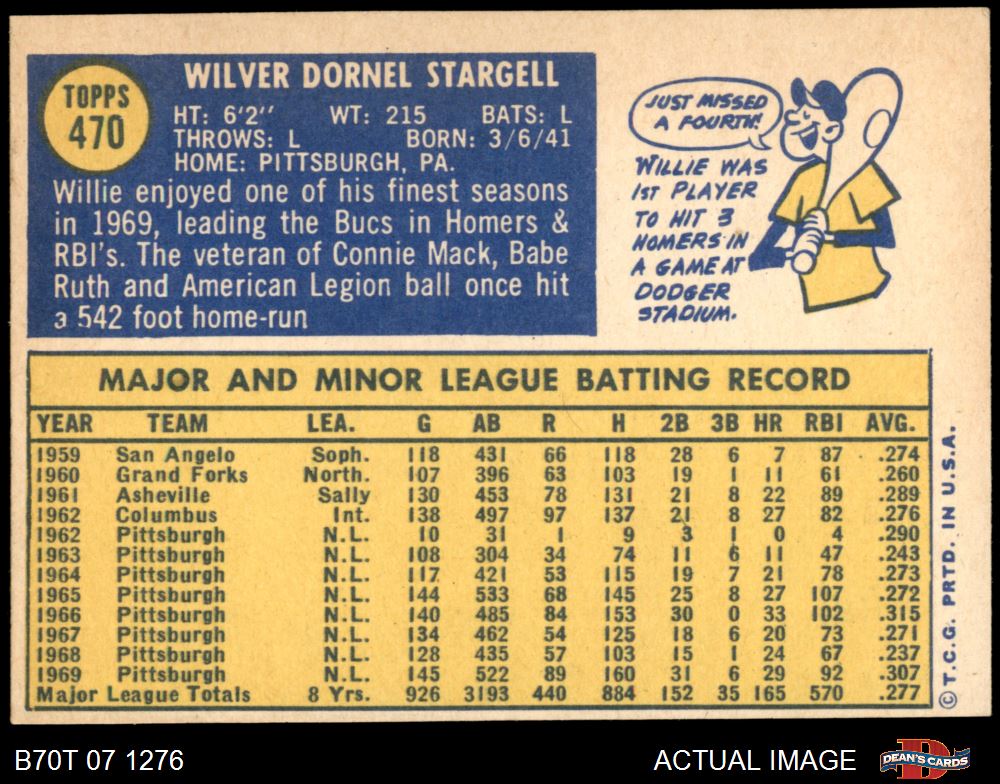 TOPPS
470
WILVER DORNEL STARGELL
HT: 6'2" WT: 215 BATS: L
THROWS: L BORN: 3/6/41
HOME: PITTSBURGH, PA.
Willie enjoyed one of his finest seasons
in 1969, leading the Bucs in Homers &
RBI's. The veteran of Connie Mack, Babe
Ruth and American Legion ball once hit
a 542 foot home-run
JUST MISSED
A FOURTH!
WILLIE WAS
1ST PLAYER
TO HIT 3
HOMERS IN
A GAME AT
DODGER
STADIUM.
MAJOR AND MINOR LEAGUE BATTING RECORD
YEAR TEAM LEA. G AB R H 2B 3B HR RBI AVG.
1959 San Angelo Soph. 118 431 66 118 28 6 7 87 .274
1960 Grand Forks North. 107 396 63 103 19 1 11 61 .260
1961 Asheville Sally 130 453 78 131 21 8 22 89 .289
1962 Columbus Int. 138 497 97 137 21 8 27 82 .276
1962 Pittsburgh N.L. 10 31 1 9 3 1 0 4 .290
1963 Pittsburgh N.L. 108 304 34 74 11 6 11 47 .243
1964 Pittsburgh N.L. 117 421 53 115 19 7 21 78 .273
1965 Pittsburgh N.L. 144 533 68 145 25 8 27 107 .272
1966 Pittsburgh N.L. 140 485 84 153 30 0 33 102 .315
1967 Pittsburgh N.L. 134 462 54 125 18 6 20 73 .271
1968 Pittsburgh N.L. 128 435 57 103 15 1 24 67 .237
1969 Pittsburgh N.L. 145 522 89 160 31 6 29 92 .307
Major League Totals 8 Yrs. 926 3193 440 884 152 35 165 570 .277
© T.C.G. PRTD. IN U.S.A.
B70T 07 1276
ACTUAL IMAGE
D
DEAN'S CARDS